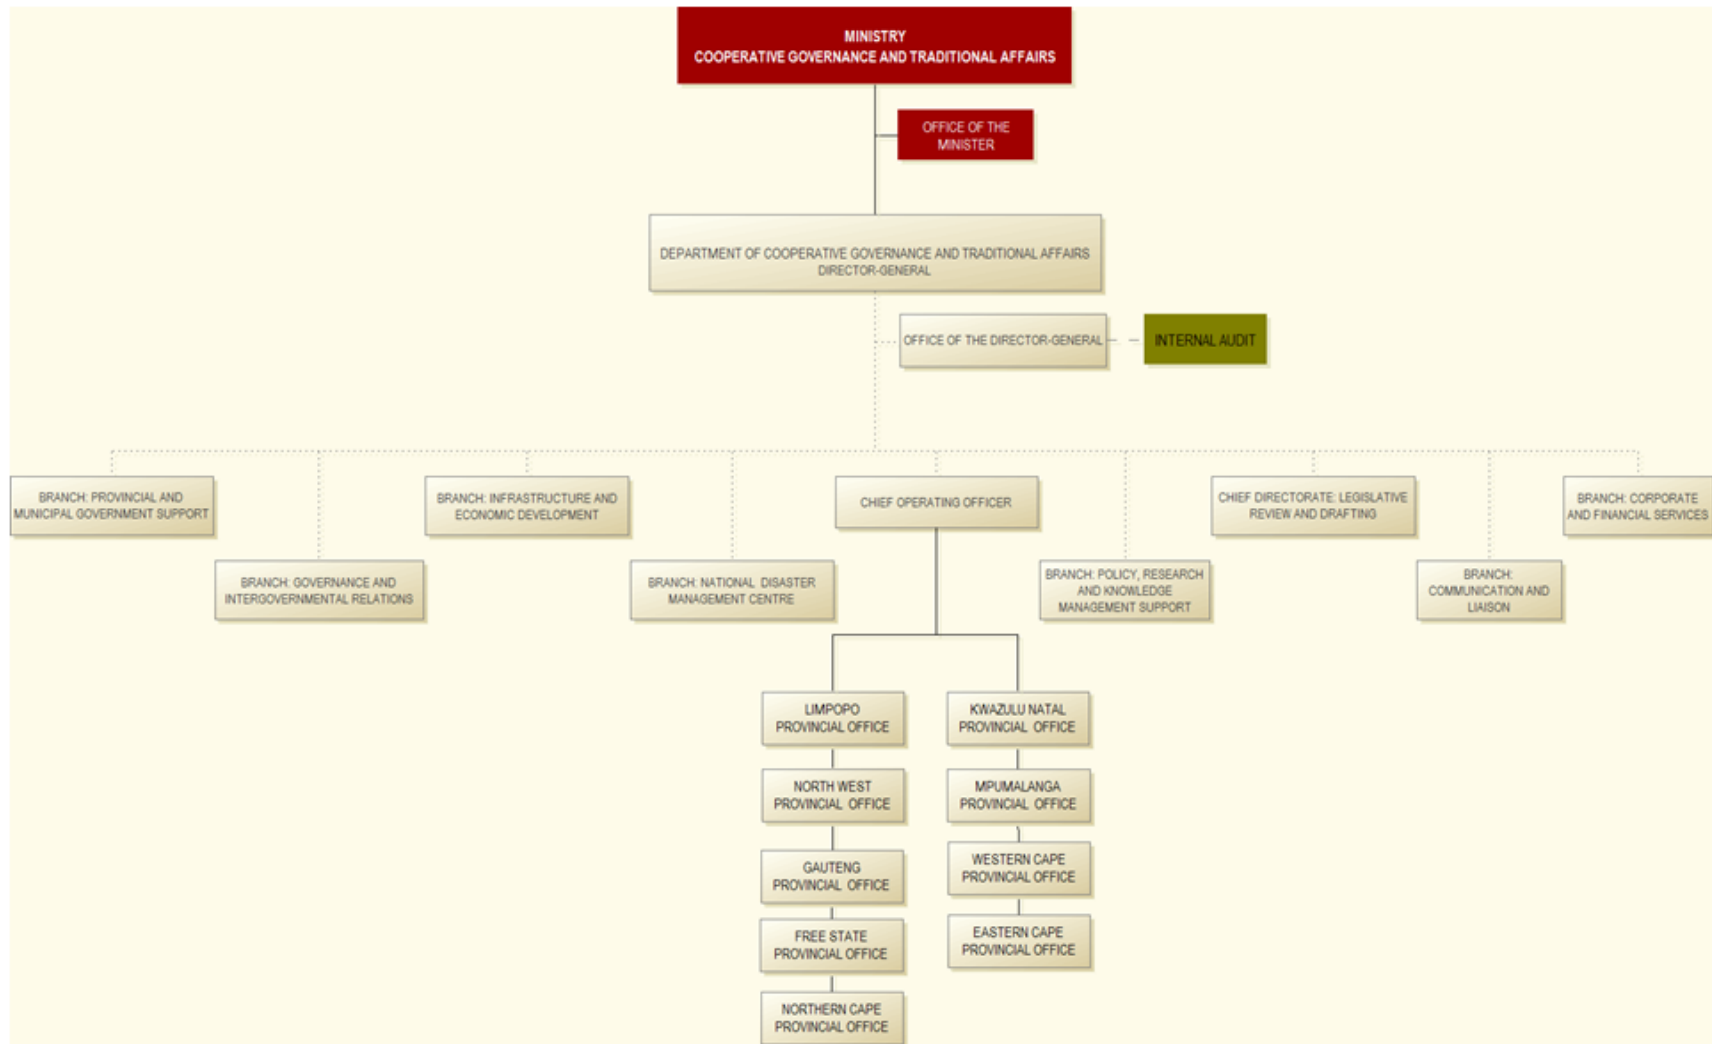 MINISTRY
COOPERATIVE GOVERNANCE AND TRADITIONAL AFFAIRS
OFFICE OF THE
MINISTER
DEPARTMENT OF COOPERATIVE GOVERNANCE AND TRADITIONAL AFFAIRS
DIRECTOR-GENERAL
OFFICE OF THE DIRECTOR-GENERAL
INTERNAL AUDIT
BRANCH: PROVINCIAL AND
MUNICIPAL GOVERNMENT SUPPORT
BRANCH: INFRASTRUCTURE AND
ECONOMIC DEVELOPMENT
CHIEF OPERATING OFFICER
CHIEF DIRECTORATE: LEGISLATIVE
REVIEW AND DRAFTING
BRANCH: CORPORATE
AND FINANCIAL SERVICES
BRANCH: GOVERNANCE AND
INTERGOVERNMENTAL RELATIONS
BRANCH: NATIONAL DISASTER
MANAGEMENT CENTRE
BRANCH: POLICY, RESEARCH
AND KNOWLEDGE
MANAGEMENT SUPPORT
BRANCH:
COMMUNICATION AND
LIAISON
LIMPOPO
PROVINCIAL OFFICE
KWAZULU NATAL
PROVINCIAL OFFICE
NORTH WEST
PROVINCIAL OFFICE
MPUMALANGA
PROVINCIAL OFFICE
GAUTENG
PROVINCIAL OFFICE
WESTERN CAPE
PROVINCIAL OFFICE
FREE STATE
PROVINCIAL OFFICE
EASTERN CAPE
PROVINCIAL OFFICE
NORTHERN CAPE
PROVINCIAL OFFICE